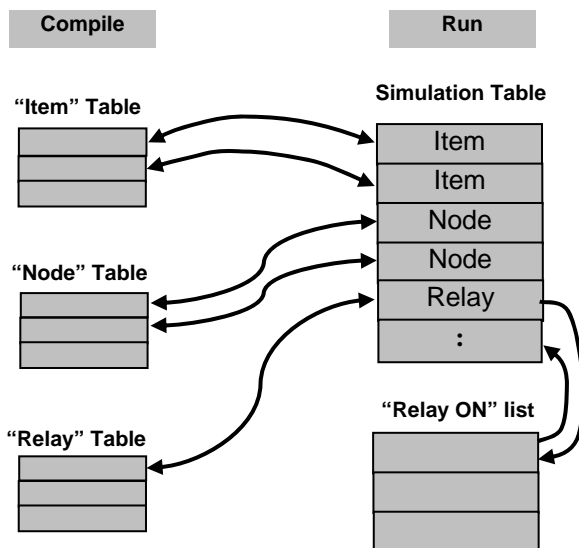 Compile
Run
“Item” Table
Simulation Table
Item
Item
Node
Node
Relay
:
“Node” Table
“Relay” Table
“Relay ON” list